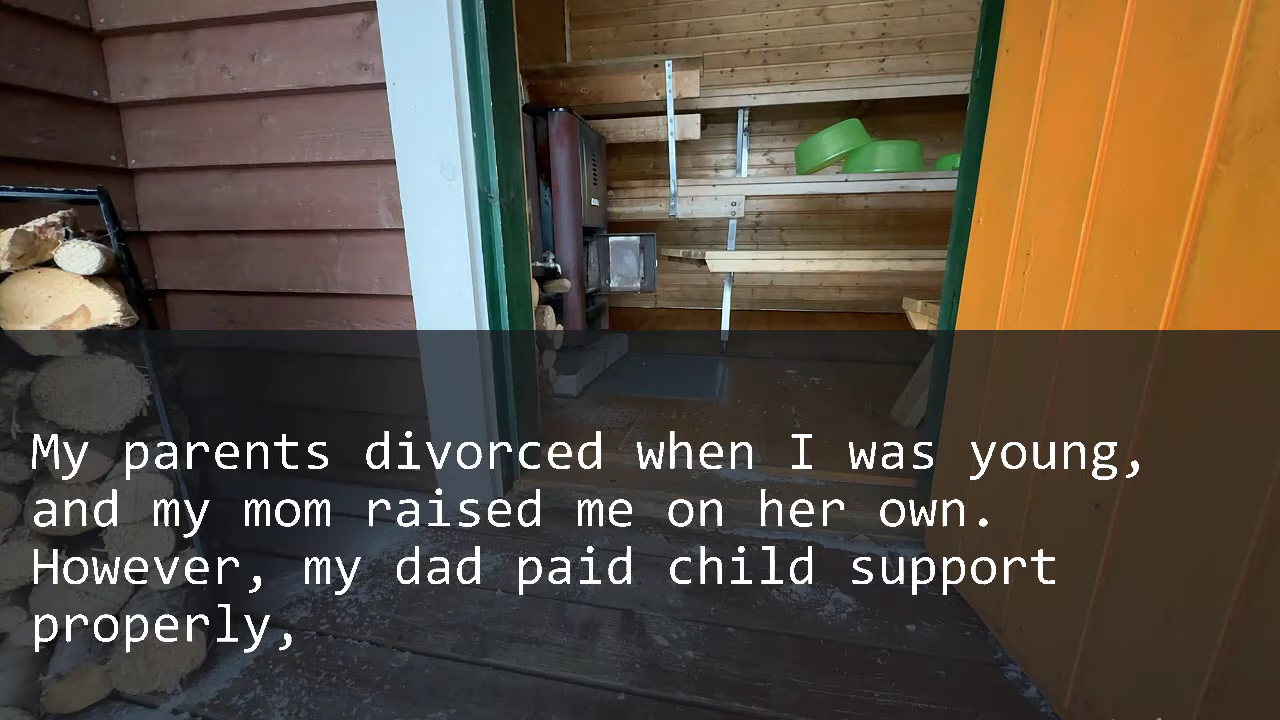 My parents divorced when I was young,
and my mom raised me on her own.
However, my dad paid child support
properly,